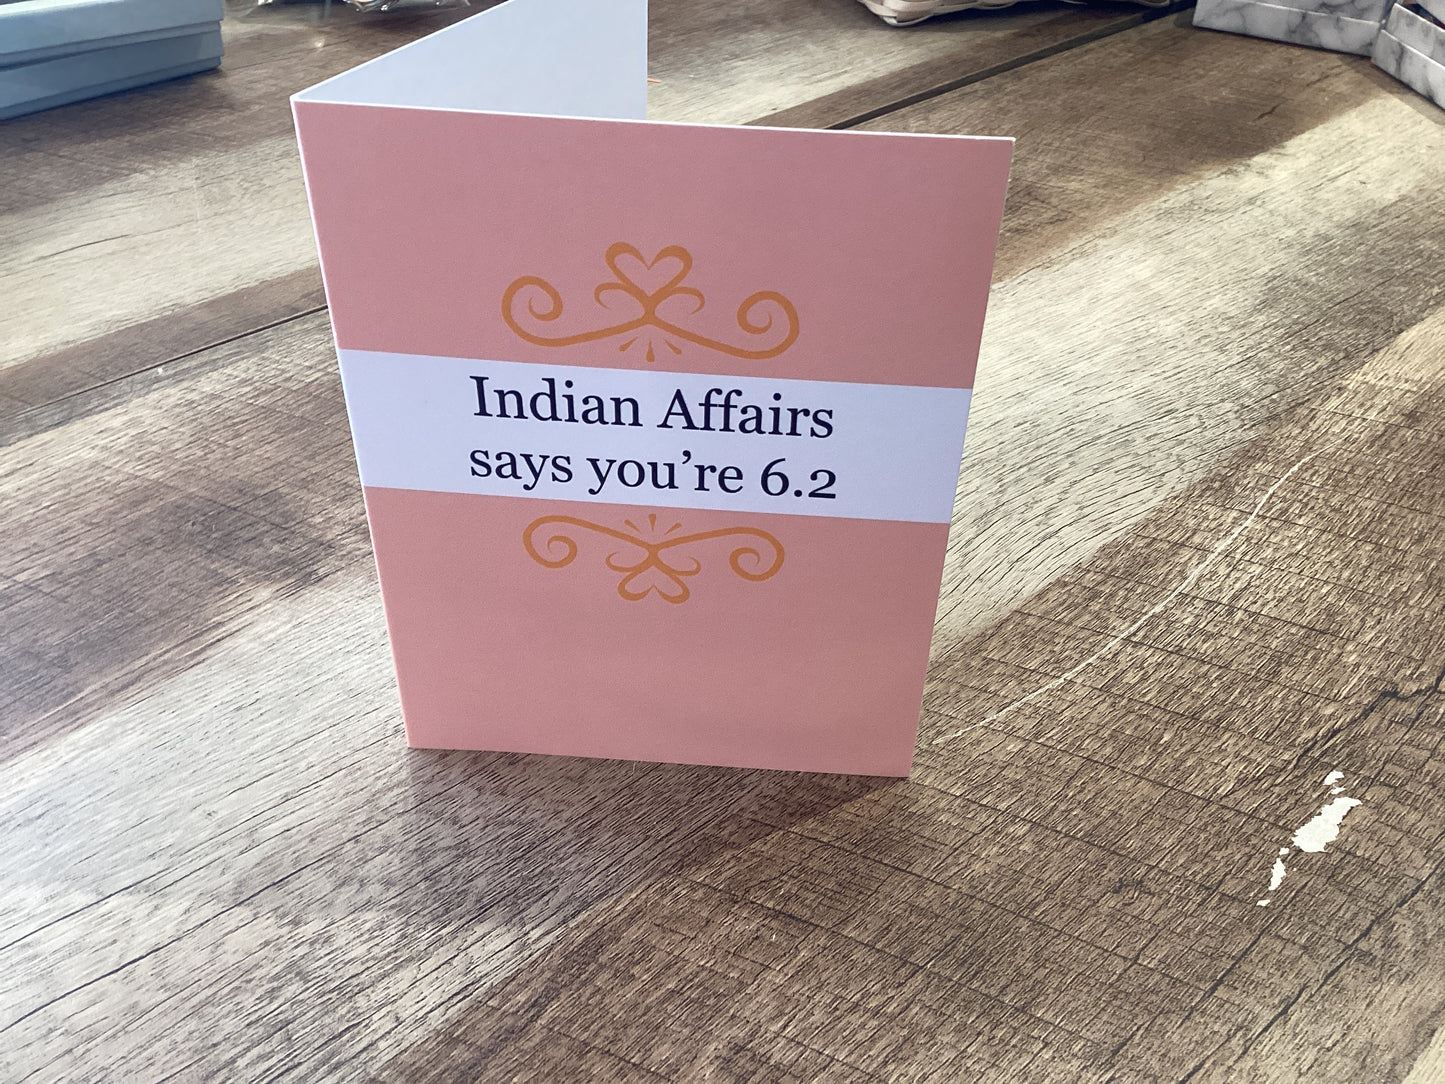 Indian Affairs
says you’re 6.2